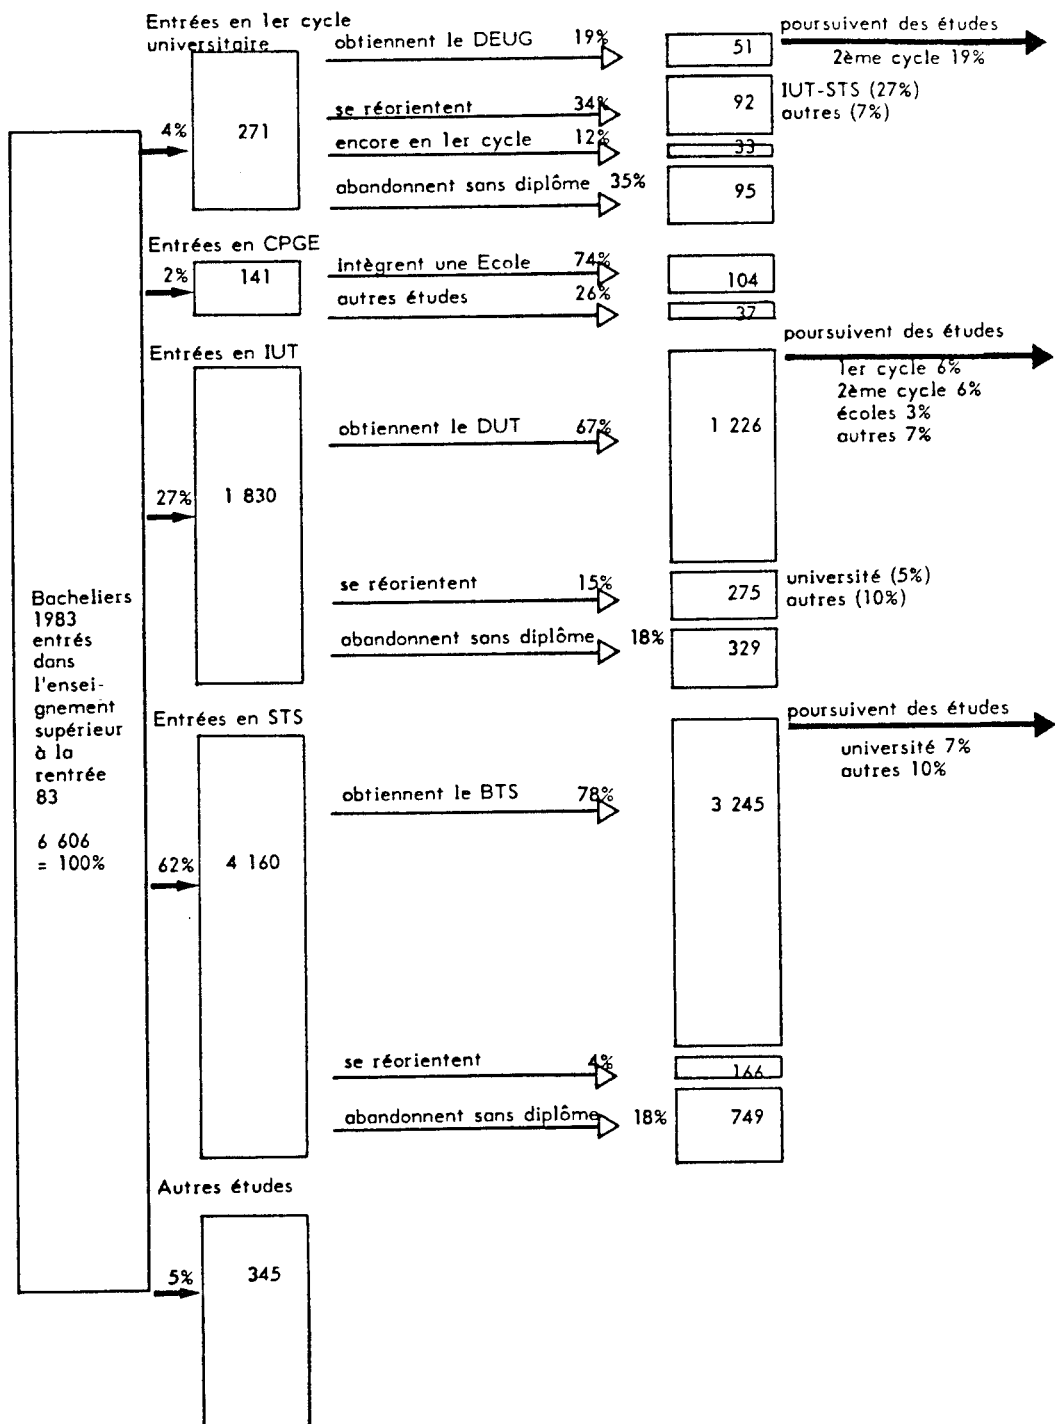 Entrées en 1er cycle
universitaire
4%
271
obtiennent le DEUG 19%
51
poursuivent des études
2ème cycle 19%
se réorientent 34%
92
IUT-STS (27%)
autres (7%)
encore en 1er cycle 12%
33
abandonnent sans diplôme 35%
95
Entrées en CPGE
2%
141
intègrent une Ecole 74%
104
autres études 26%
37
Entrées en IUT
27%
1 830
obtiennent le DUT 67%
1 226
poursuivent des études
1er cycle 6%
2ème cycle 6%
écoles 3%
autres 7%
se réorientent 15%
275
université (5%)
autres (10%)
abandonnent sans diplôme 18%
329
Bacheliers
1983
entrés
dans
l'ensei-
gnement
supérieur
à la
rentrée
83
6 606
= 100%
Entrées en STS
62%
4 160
obtiennent le BTS 78%
3 245
poursuivent des études
université 7%
autres 10%
se réorientent 4%
166
abandonnent sans diplôme 18%
749
Autres études
5%
345